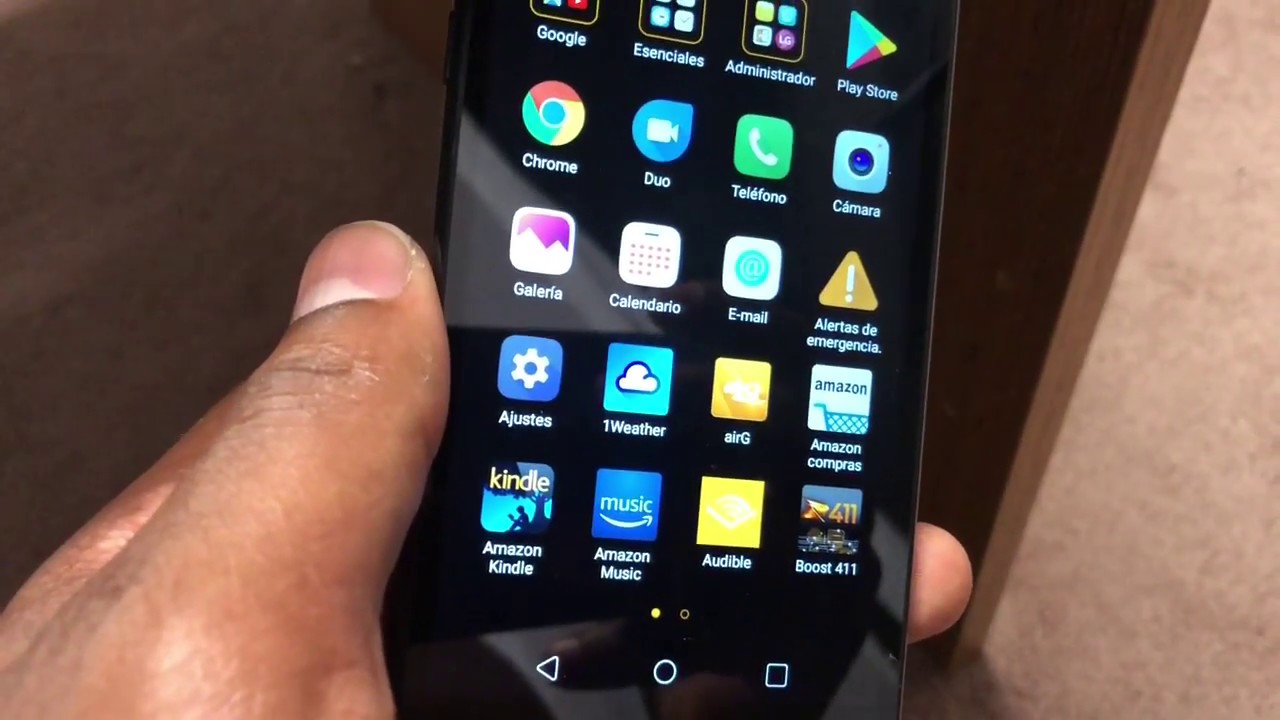 Google
Esenciales
Administrador
Play Store
LG
Chrome
Duo
Teléfono
Cámara
Galería
Calendario
@
E-mail
Alertas de
emergencia.
Ajustes
1Weather
airG
amazon
Amazon
compras
kindle
Amazon
Kindle
music
Amazon
Music
Audible
411
Boost 411